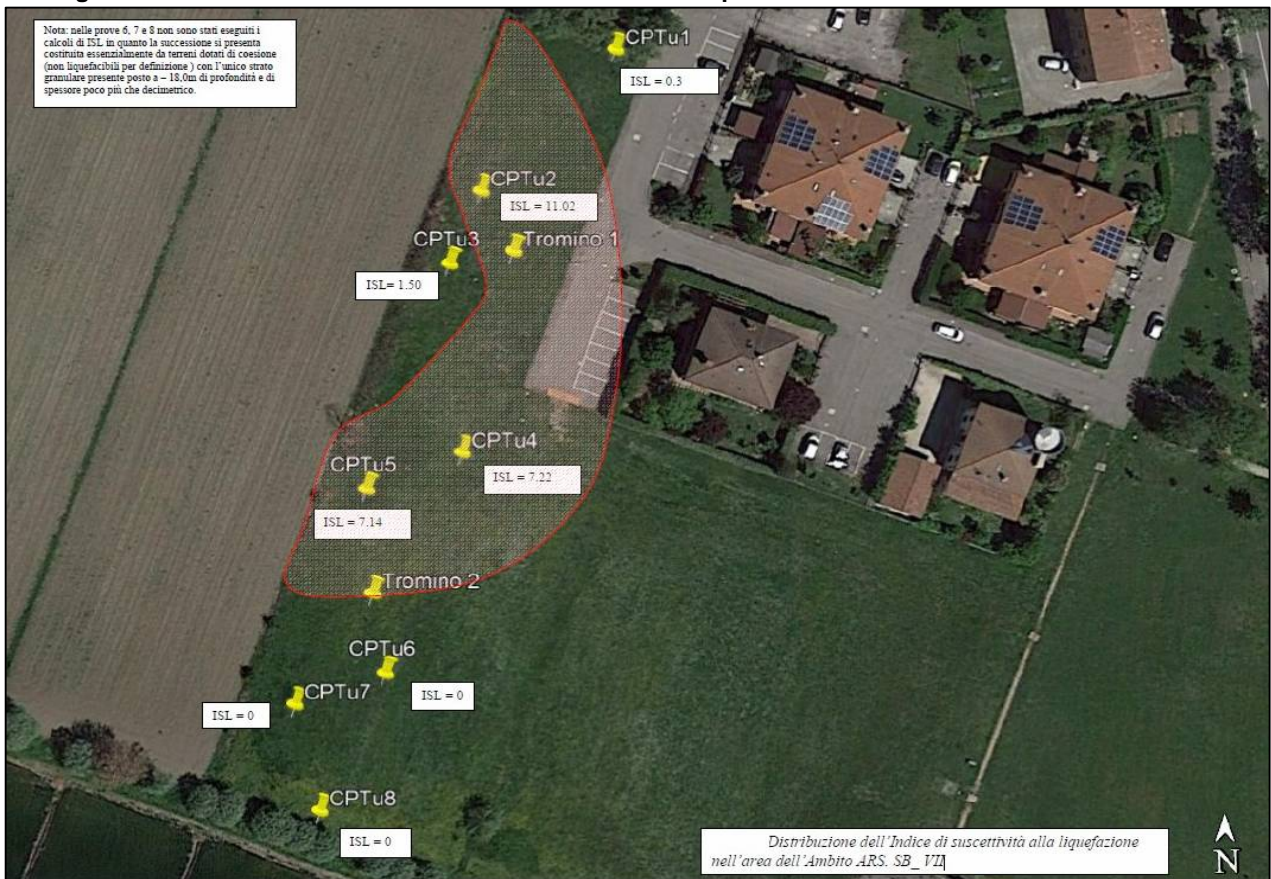 Nota: nelle prove 6, 7 e 8 non sono stati eseguiti i
calcoli di ISL in quanto la successione si presenta
costituita essenzialmente da terreni dotati di coesione
(non liquefacibili per definizione ) con l'unico strato
granulare presente posto a – 18,0m di profondità e di
spessore poco più che decimetrico.
CPTu1
ISL = 0.3
CPTu2
ISL = 11.02
CPTu3
Tromino 1
ISL= 1.50
CPTu4
CPTu5
ISL = 7.22
ISL = 7.14
Tromino 2
CPTu6
CPTu7
ISL = 0
ISL = 0
CPTu8
ISL = 0
Distribuzione dell'Indice di suscettività alla liquefazione
nell'area dell'Ambito ARS. SB_ VII
N